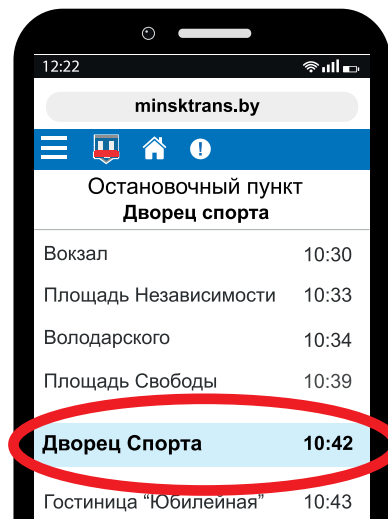 12:22
minsktrans.by
Остановочный пункт
Дворец спорта
Вокзал 10:30
Площадь Независимости 10:33
Володарского 10:34
Площадь Свободы 10:39
Дворец Спорта 10:42
Гостиница “Юбилейная” 10:43